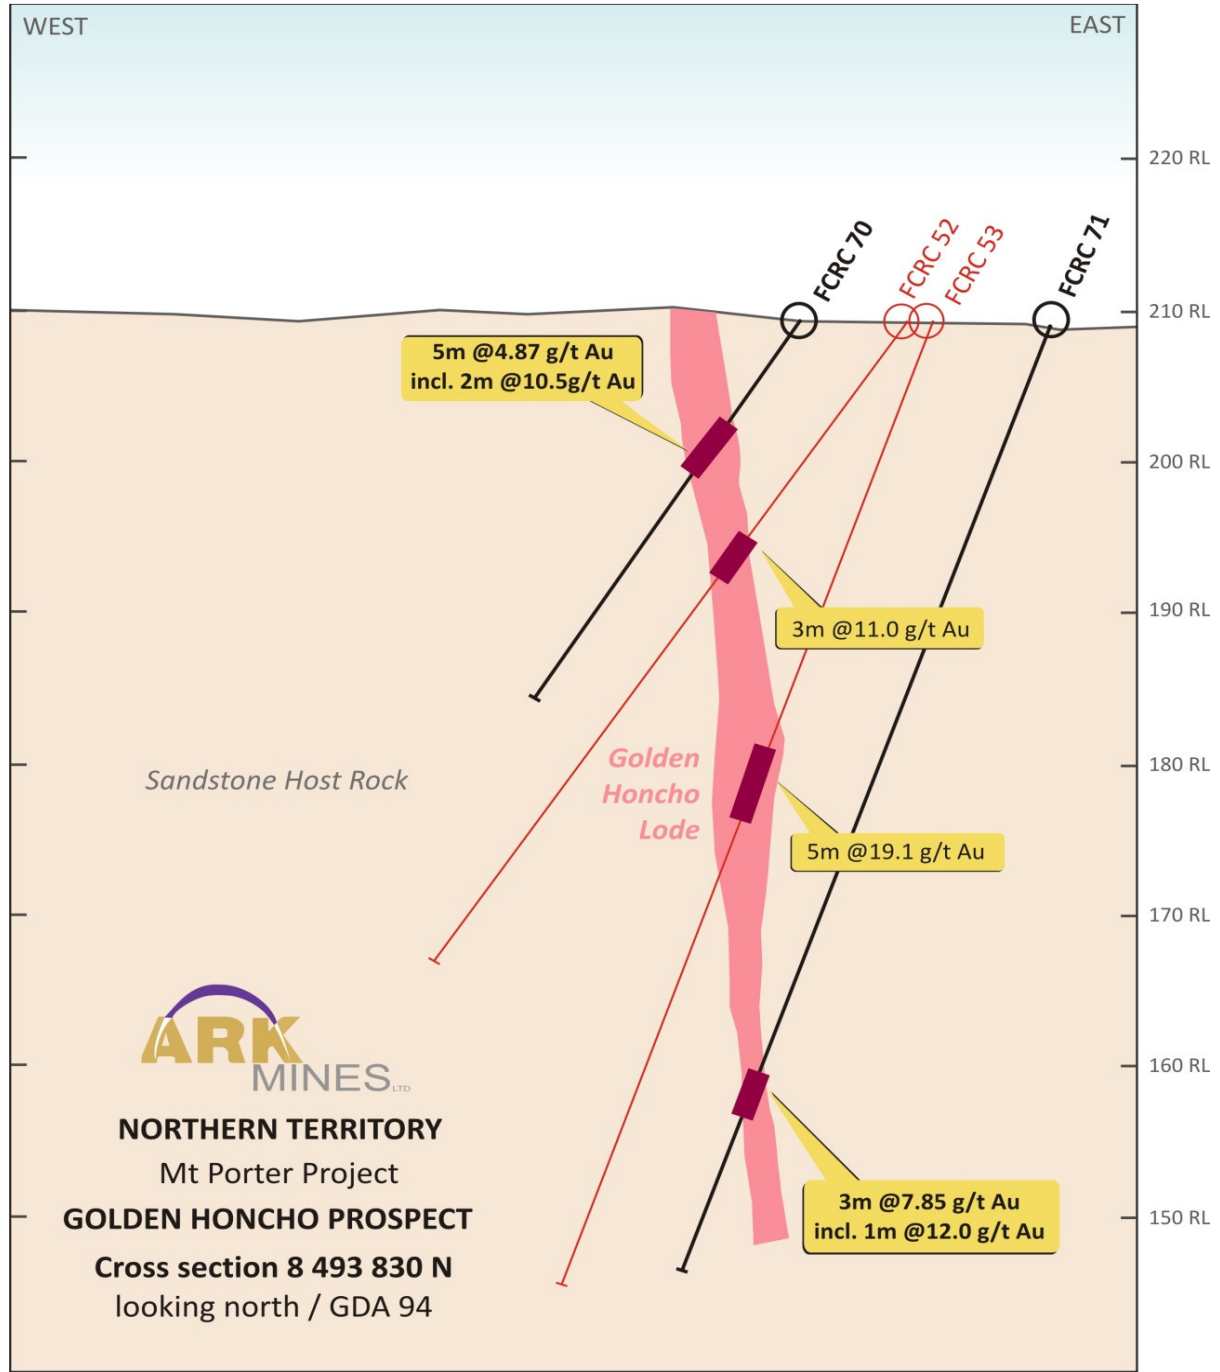 WEST
EAST
220 RL
FCRC 70
FCRC 52
FCRC 53
FCRC 71
210 RL
5m @4.87 g/t Au
incl. 2m @10.5g/t Au
200 RL
190 RL
3m @11.0 g/t Au
Golden
Honcho
Lode
180 RL
Sandstone Host Rock
5m @19.1 g/t Au
170 RL
ARK
MINES LTD
160 RL
NORTHERN TERRITORY
Mt Porter Project
GOLDEN HONCHO PROSPECT
Cross section 8 493 830 N
looking north / GDA 94
3m @7.85 g/t Au
incl. 1m @12.0 g/t Au
150 RL